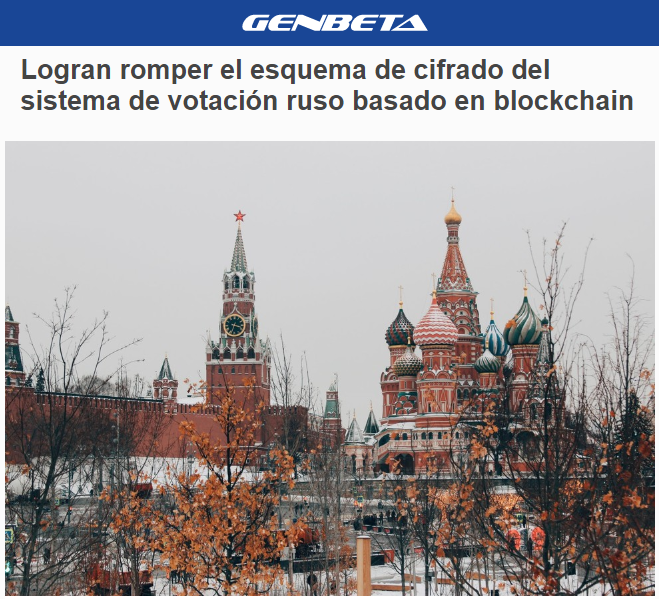 GENBETA
Logran romper el esquema de cifrado del
sistema de votación ruso basado en blockchain